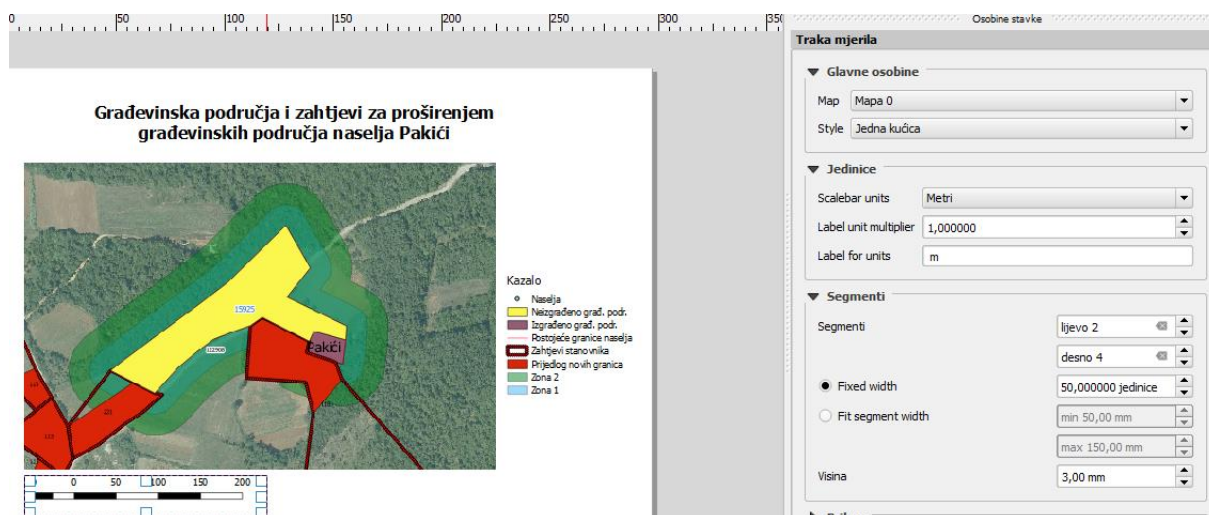 0 50 100 150 200 250 300 350
Građevinska područja i zahtjevi za proširenjem
građevinskih područja naselja Pakići
15925
Pakići
Kazalo
Naselja
Neizgrađeno građ. podr.
Izgrađeno građ. podr.
Postojeće granice naselja
Zahtjevi stanovnika
Prijedlog novih granica
Zona 2
Zona 1
0 50 100 150 200
Osobine stavke
Traka mjerila
Glavne osobine
Map Mapa 0
Style Jedna kućica
Jedinice
Scalebar units Metri
Label unit multiplier 1,000000
Label for units m
Segmenti
Segmenti lijevo 2
desno 4
Fixed width 50,000000 jedinice
Fit segment width min 50,00 mm
max 150,00 mm
Visina 3,00 mm